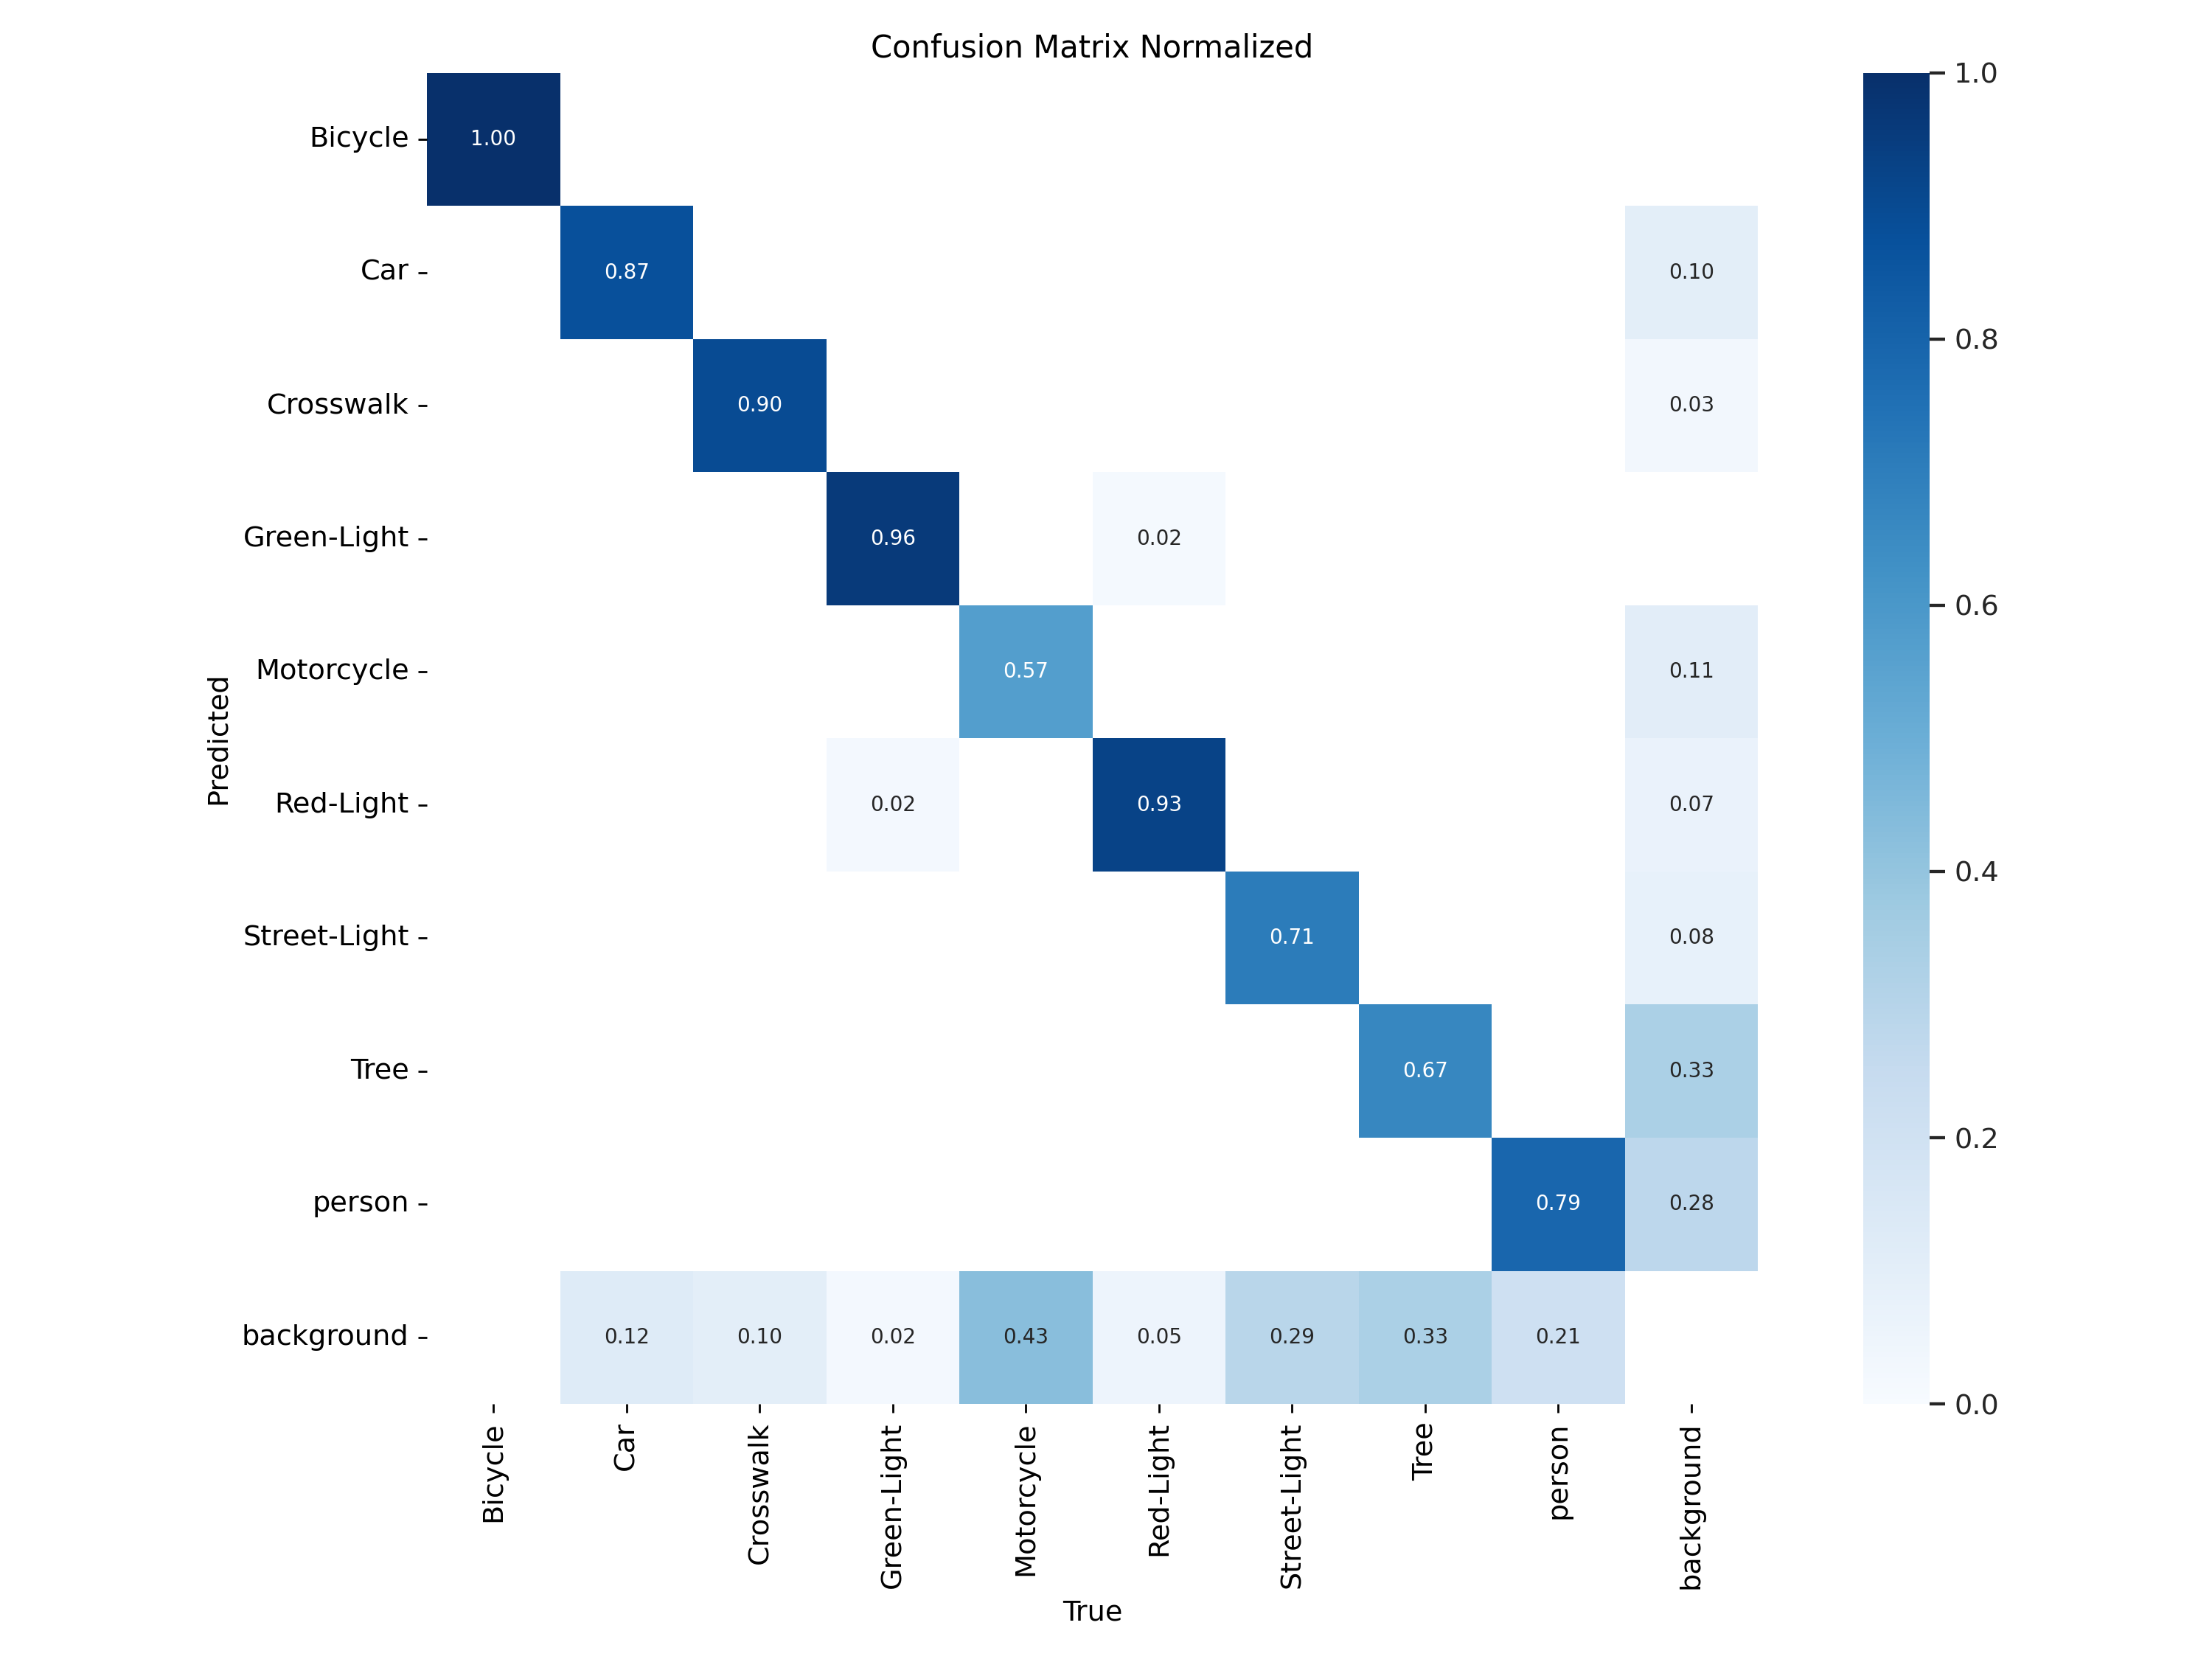 Confusion Matrix Normalized
Bicycle
1.00
Car
0.87
0.10
Crosswalk
0.90
0.03
Green-Light
0.96
0.02
Motorcycle
0.57
0.11
Red-Light
0.02
0.93
0.07
Street-Light
0.71
0.08
Tree
0.67
0.33
person
0.79
0.28
background
0.12
0.10
0.02
0.43
0.05
0.29
0.33
0.21
Predicted
Bicycle
Car
Crosswalk
Green-Light
Motorcycle
Red-Light
Street-Light
Tree
person
background
True
1.0
0.8
0.6
0.4
0.2
0.0